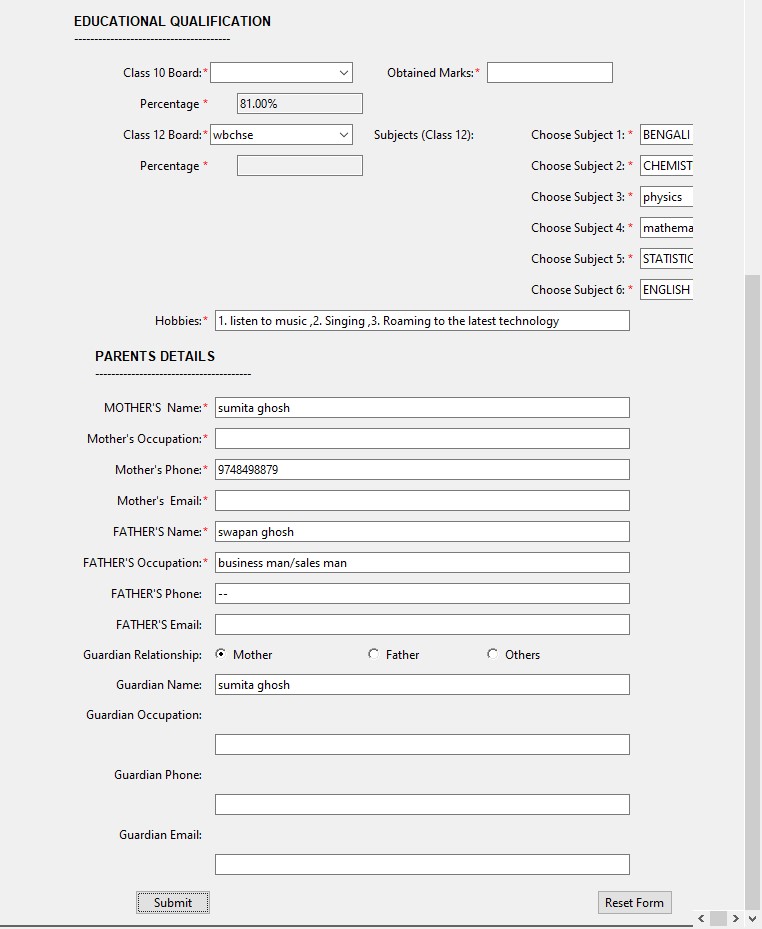 EDUCATIONAL QUALIFICATION
---------------------------------------
Class 10 Board:* Obtained Marks:*
Percentage * 81.00%
Class 12 Board:* wbchse Subjects (Class 12): Choose Subject 1: * BENGALI
Percentage * Choose Subject 2: * CHEMIST
Choose Subject 3: * physics
Choose Subject 4: * mathema
Choose Subject 5: * STATISTIC
Choose Subject 6: * ENGLISH
Hobbies:* 1. listen to music ,2. Singing ,3. Roaming to the latest technology
PARENTS DETAILS
---------------------------------------
MOTHER'S Name:* sumita ghosh
Mother's Occupation:*
Mother's Phone:* 9748498879
Mother's Email:*
FATHER'S Name:* swapan ghosh
FATHER'S Occupation:* business man/sales man
FATHER'S Phone: --
FATHER'S Email:
Guardian Relationship: Mother Father Others
Guardian Name: sumita ghosh
Guardian Occupation:
Guardian Phone:
Guardian Email:
Submit Reset Form